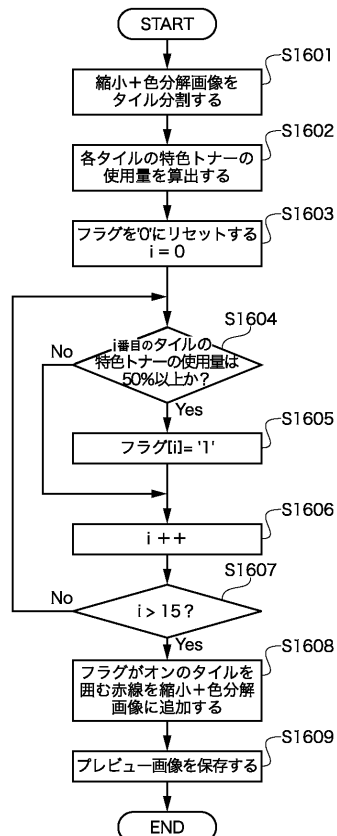 START
S1601
縮小＋色分解画像を
タイル分割する
S1602
各タイルの特色トナーの
使用量を算出する
S1603
フラグを'0'にリセットする
i = 0
S1604
i番目のタイルの
特色トナーの使用量は
50%以上か？
No
Yes
S1605
フラグ[i]= '1'
S1606
i ++
S1607
i > 15？
No
Yes
S1608
フラグがオンのタイルを
囲む赤線を縮小＋色分解
画像に追加する
S1609
プレビュー画像を保存する
END